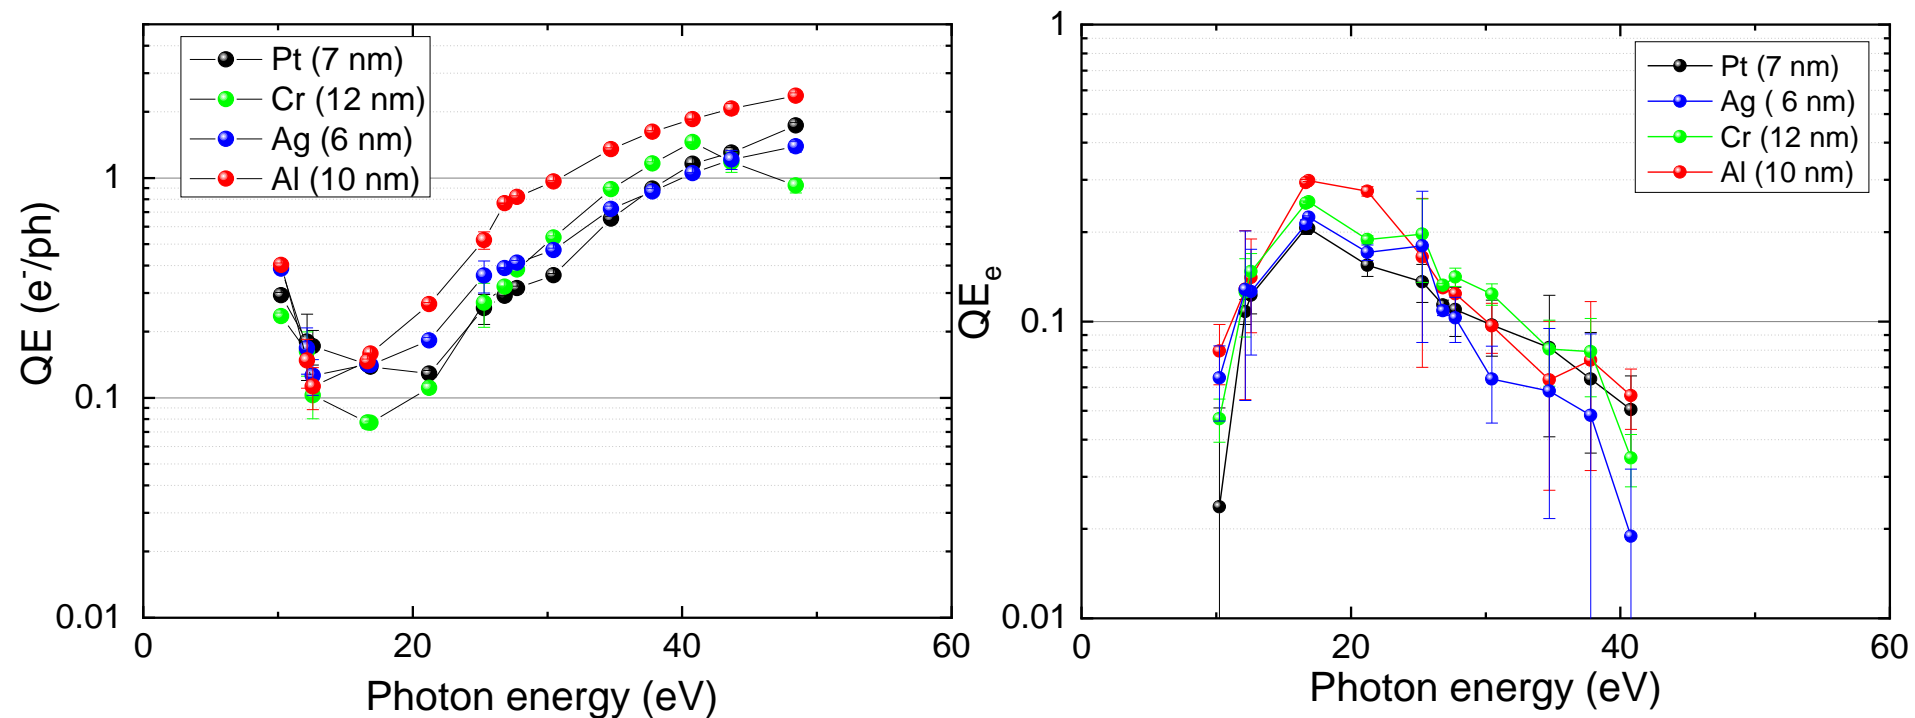 Pt (7 nm)
Cr (12 nm)
Ag (6 nm)
Al (10 nm)
1
0.1
0.01
0
20
40
60
QE (e⁻/ph)
Photon energy (eV)
Pt (7 nm)
Ag ( 6 nm)
Cr (12 nm)
Al (10 nm)
1
0.1
0.01
0
20
40
60
QEₑ
Photon energy (eV)